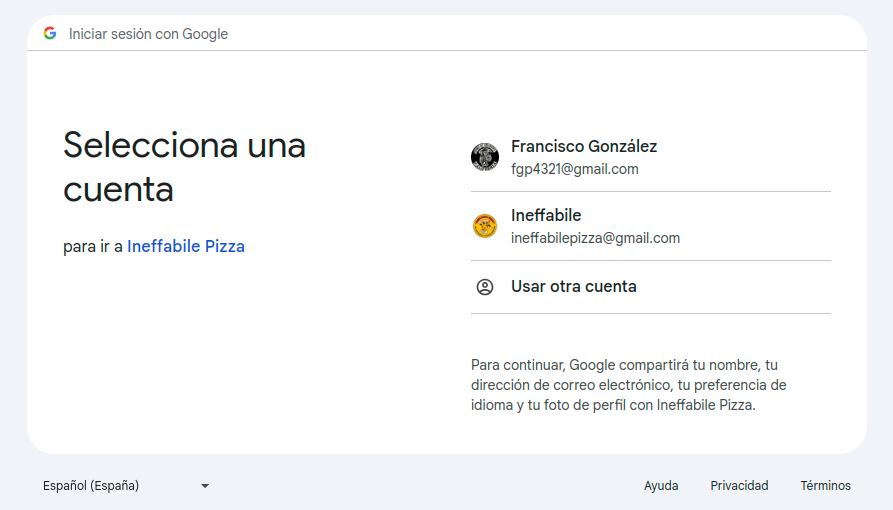 Iniciar sesión con Google
Selecciona una
cuenta
para ir a Ineffabile Pizza
Francisco González
fgp4321@gmail.com
Ineffabile
ineffabilepizza@gmail.com
Usar otra cuenta
Para continuar, Google compartirá tu nombre, tu
dirección de correo electrónico, tu preferencia de
idioma y tu foto de perfil con Ineffabile Pizza.
Español (España)
Ayuda
Privacidad
Términos